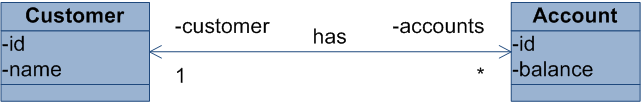 Customer
-id
-name
-customer
has
-accounts
1
*
Account
-id
-balance